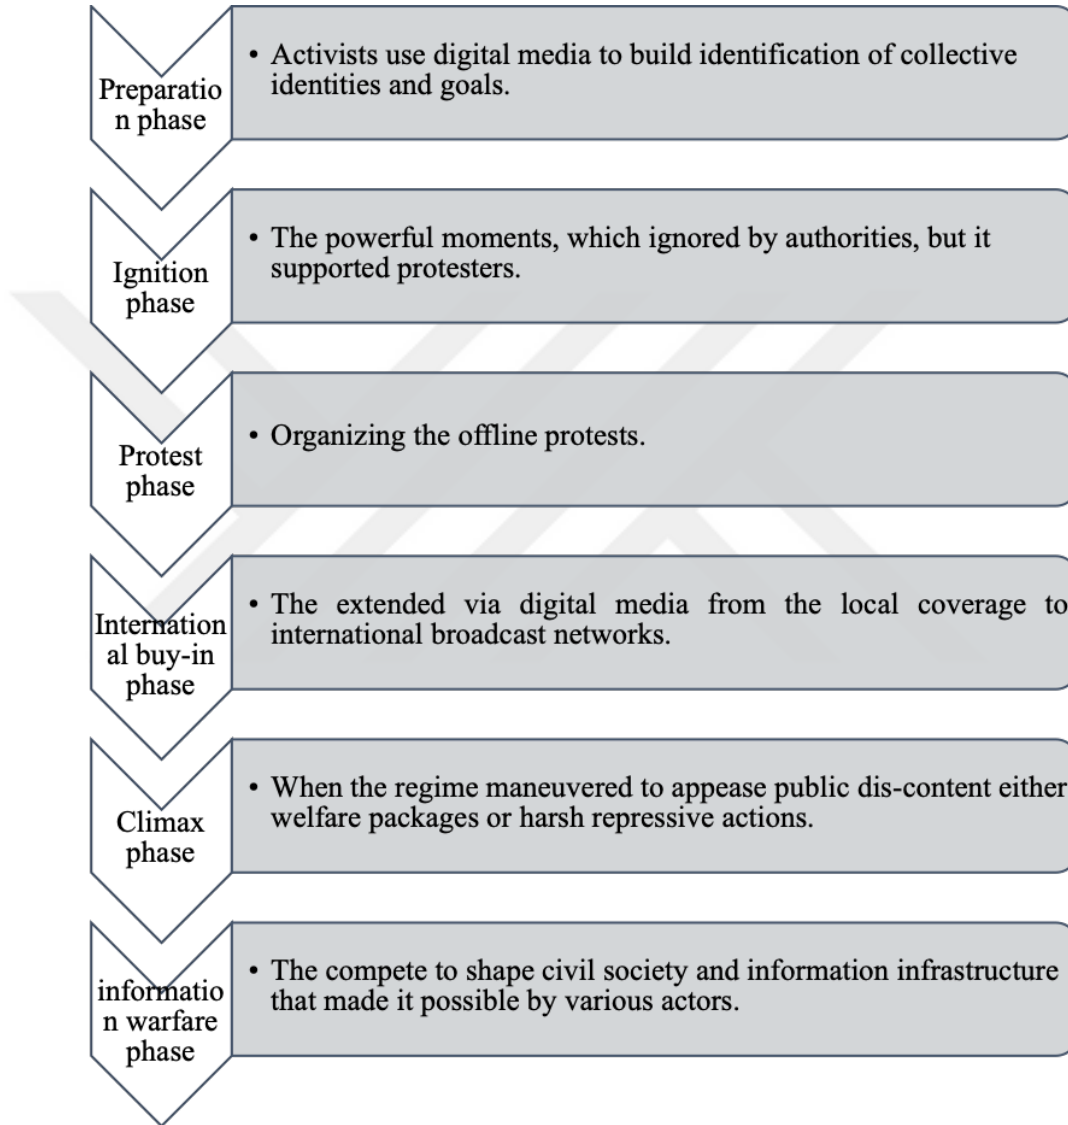 Preparatio
n phase
• Activists use digital media to build identification of collective
identities and goals.
Ignition
phase
• The powerful moments, which ignored by authorities, but it
supported protesters.
Protest
phase
• Organizing the offline protests.
Internation
al buy-in
phase
• The extended via digital media from the local coverage to
international broadcast networks.
Climax
phase
• When the regime maneuvered to appease public dis-content either
welfare packages or harsh repressive actions.
informatio
n warfare
phase
• The compete to shape civil society and information infrastructure
that made it possible by various actors.